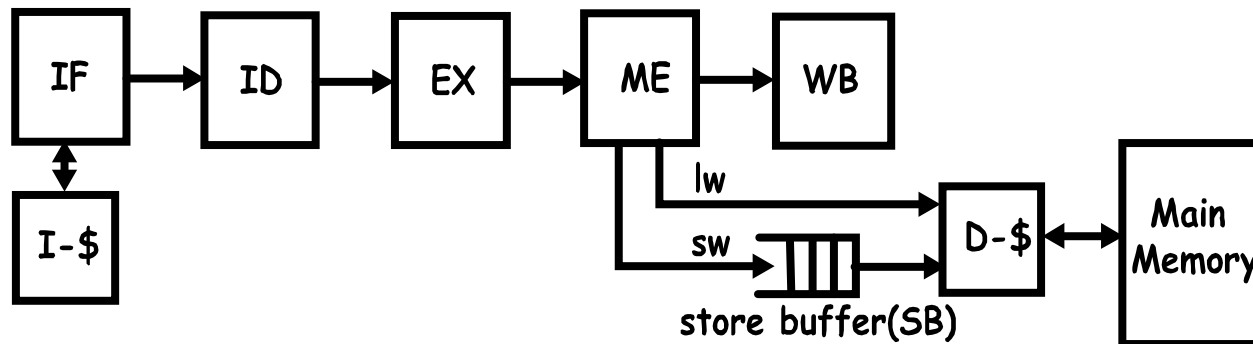 IF
ID
EX
ME
WB
I-$
lw
sw
D-$
Main
Memory
store buffer(SB)